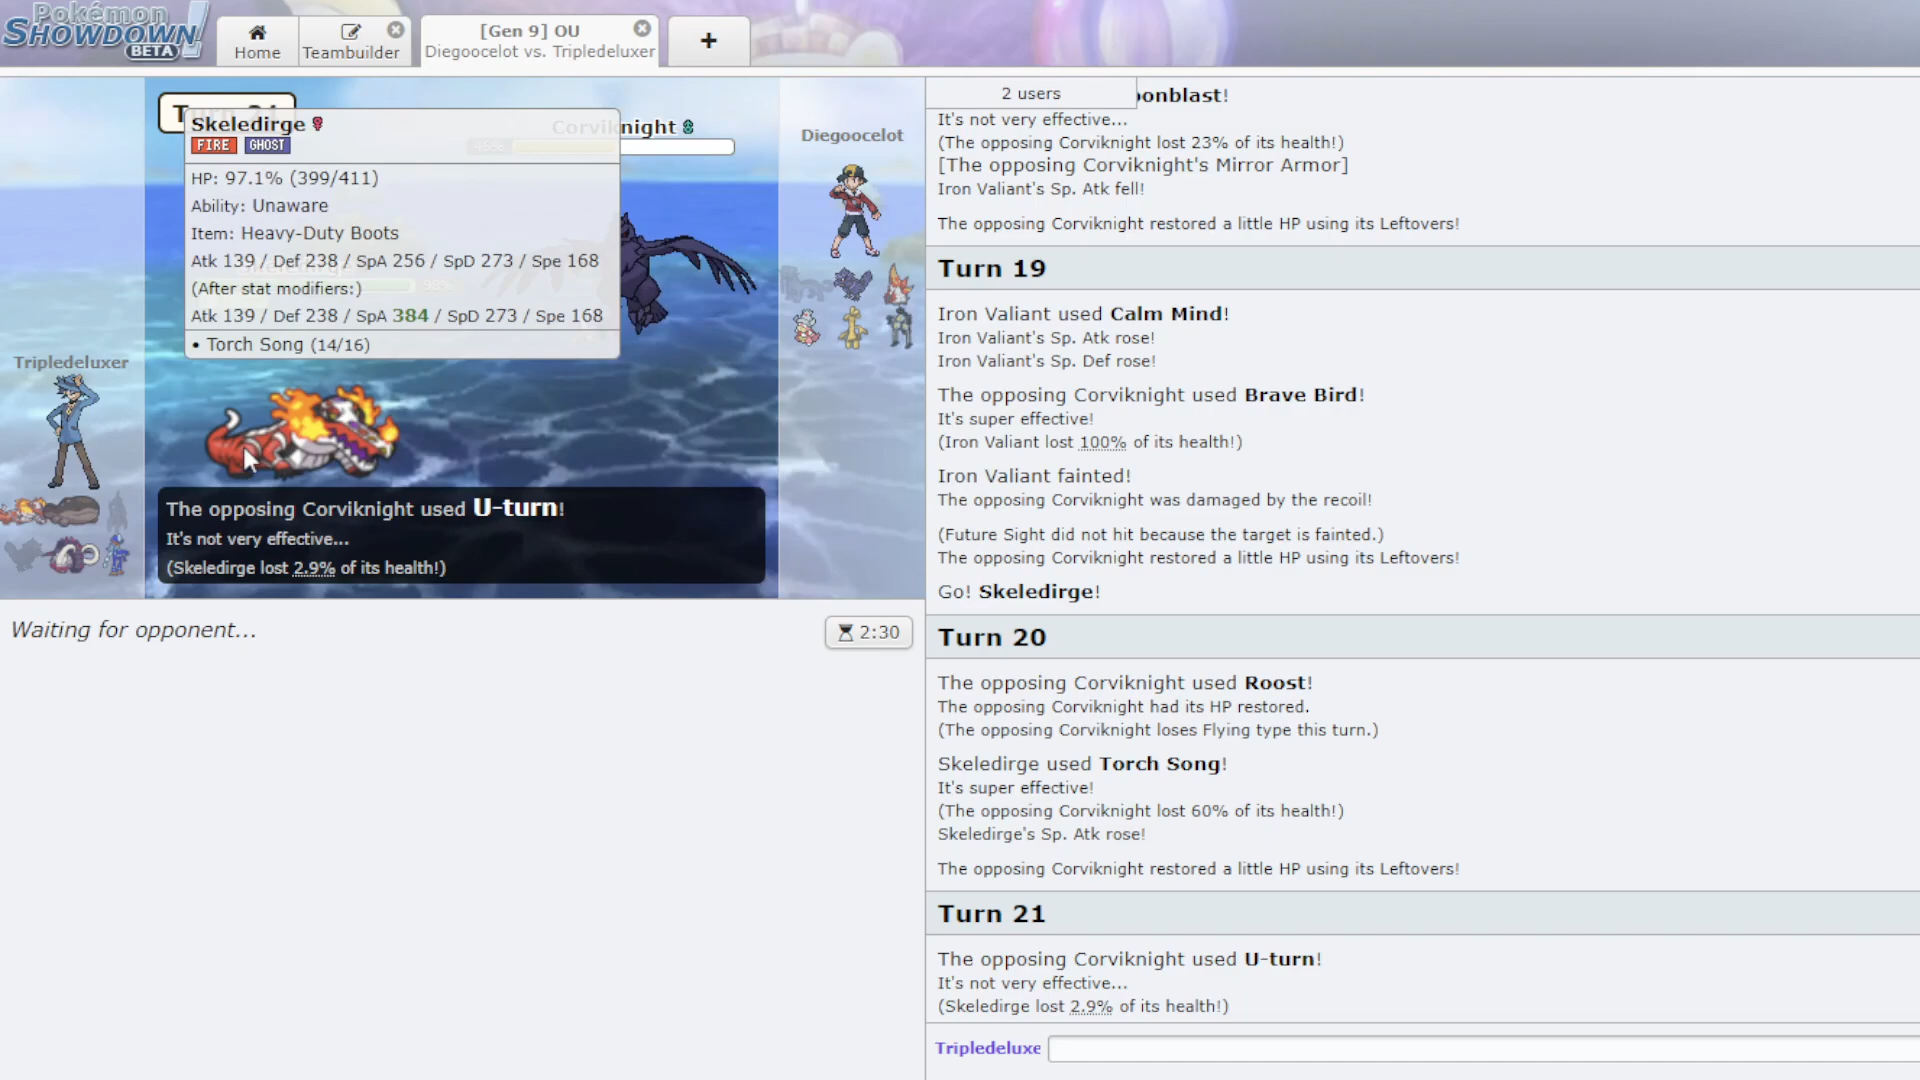 Pokémon
SHOWDOWN!
BETA
Home
Teambuilder
[Gen 9] OU
Diegoocelot vs. Tripledeluxer
+
Skeledirge
FIRE GHOST
HP: 97.1% (399/411)
Ability: Unaware
Item: Heavy-Duty Boots
Atk 139 / Def 238 / SpA 256 / SpD 273 / Spe 168
(After stat modifiers:)
Atk 139 / Def 238 / SpA 384 / SpD 273 / Spe 168
• Torch Song (14/16)
Corviknight
46%
98%
Diegoocelot
Tripledeluxer
The opposing Corviknight used U-turn!
It's not very effective...
(Skeledirge lost 2.9% of its health!)
Waiting for opponent...
2:30
2 users
oonblast!
It's not very effective...
(The opposing Corviknight lost 23% of its health!)
[The opposing Corviknight's Mirror Armor]
Iron Valiant's Sp. Atk fell!
The opposing Corviknight restored a little HP using its Leftovers!
Turn 19
Iron Valiant used Calm Mind!
Iron Valiant's Sp. Atk rose!
Iron Valiant's Sp. Def rose!
The opposing Corviknight used Brave Bird!
It's super effective!
(Iron Valiant lost 100% of its health!)
Iron Valiant fainted!
The opposing Corviknight was damaged by the recoil!
(Future Sight did not hit because the target is fainted.)
The opposing Corviknight restored a little HP using its Leftovers!
Go! Skeledirge!
Turn 20
The opposing Corviknight used Roost!
The opposing Corviknight had its HP restored.
(The opposing Corviknight loses Flying type this turn.)
Skeledirge used Torch Song!
It's super effective!
(The opposing Corviknight lost 60% of its health!)
Skeledirge's Sp. Atk rose!
The opposing Corviknight restored a little HP using its Leftovers!
Turn 21
The opposing Corviknight used U-turn!
It's not very effective...
(Skeledirge lost 2.9% of its health!)
Tripledeluxe